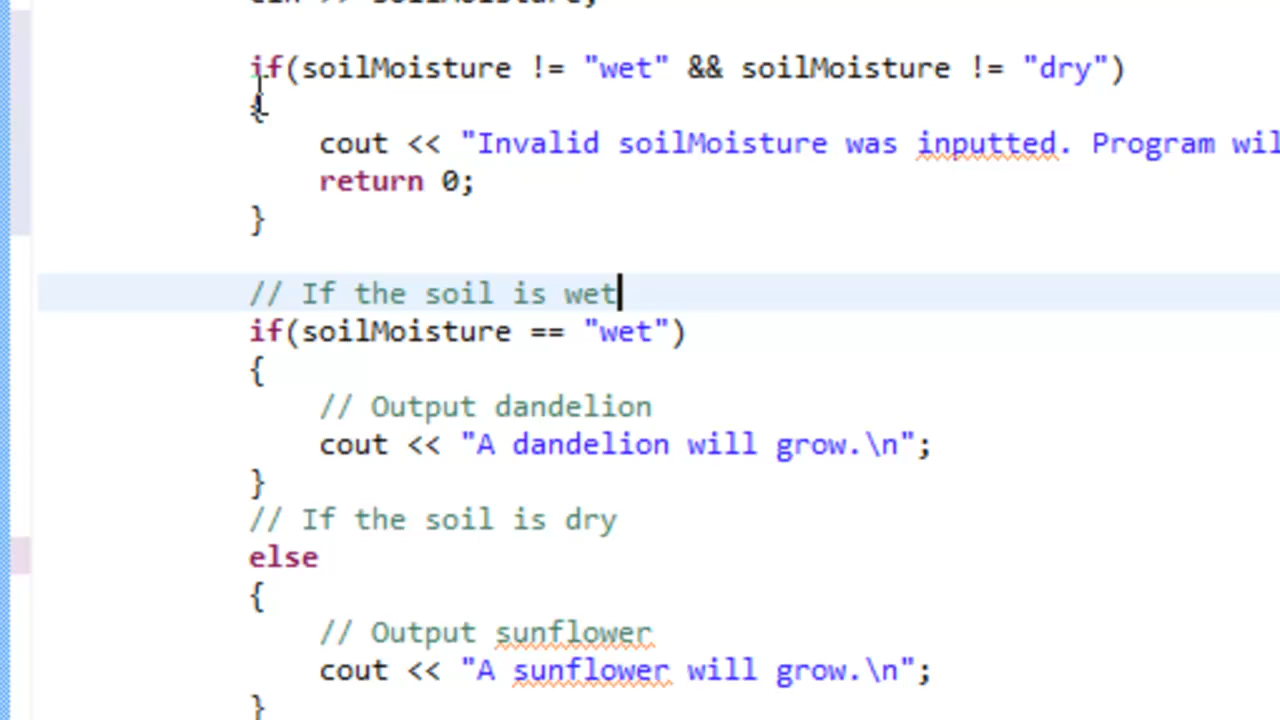 if(soilMoisture != "wet" && soilMoisture != "dry")
{
cout << "Invalid soilMoisture was inputted. Program
return 0;
}
// If the soil is wet
if(soilMoisture == "wet")
{
// Output dandelion
cout << "A dandelion will grow.\n";
}
// If the soil is dry
else
{
// Output sunflower
cout << "A sunflower will grow.\n";
}